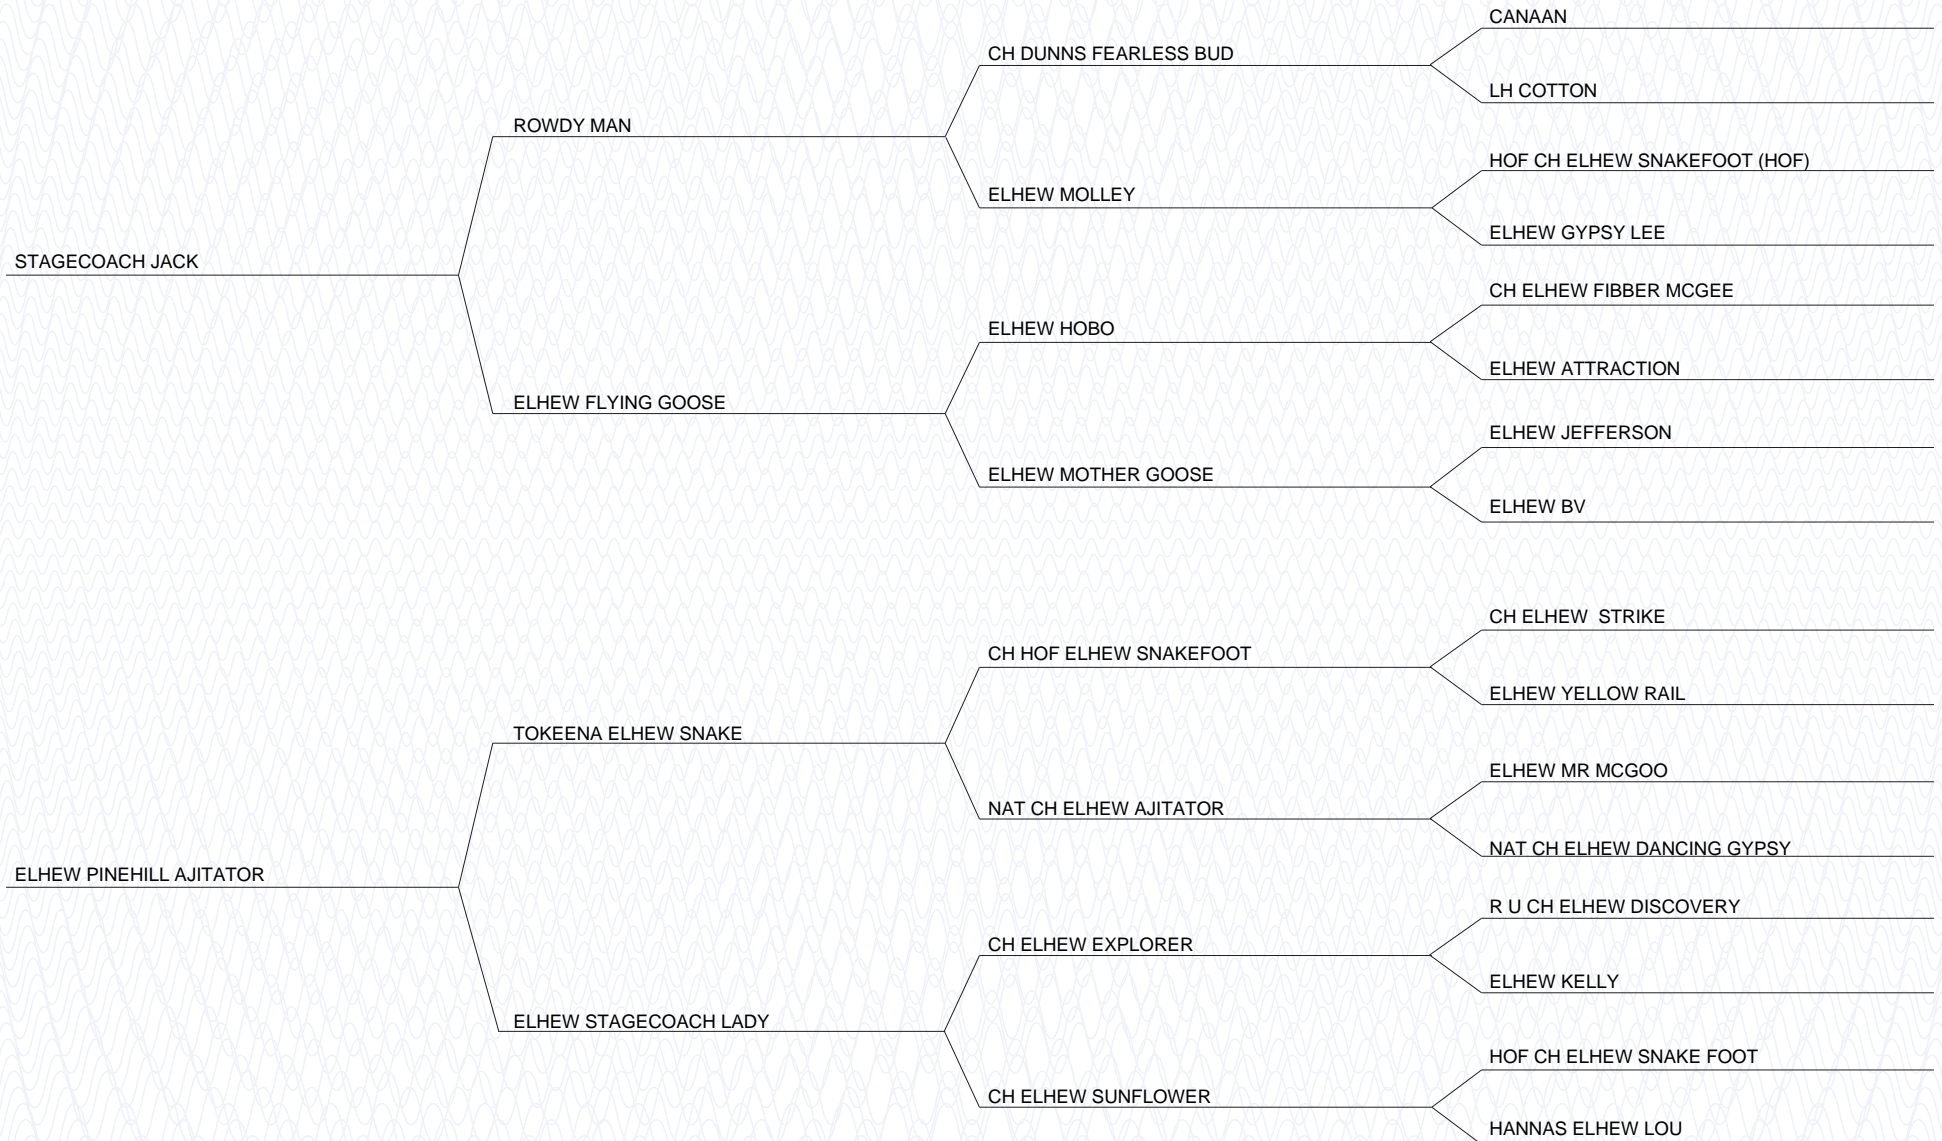 CANAAN
CH DUNNS FEARLESS BUD
LH COTTON
ROWDY MAN
HOF CH ELHEW SNAKEFOOT (HOF)
ELHEW MOLLEY
ELHEW GYPSY LEE
STAGECOACH JACK
CH ELHEW FIBBER MCGEE
ELHEW HOBO
ELHEW ATTRACTION
ELHEW FLYING GOOSE
ELHEW JEFFERSON
ELHEW MOTHER GOOSE
ELHEW BV
CH ELHEW  STRIKE
CH HOF ELHEW SNAKEFOOT
ELHEW YELLOW RAIL
TOKEENA ELHEW SNAKE
ELHEW MR MCGOO
NAT CH ELHEW AJITATOR
NAT CH ELHEW DANCING GYPSY
ELHEW PINEHILL AJITATOR
R U CH ELHEW DISCOVERY
CH ELHEW EXPLORER
ELHEW KELLY
ELHEW STAGECOACH LADY
HOF CH ELHEW SNAKE FOOT
CH ELHEW SUNFLOWER
HANNAS ELHEW LOU